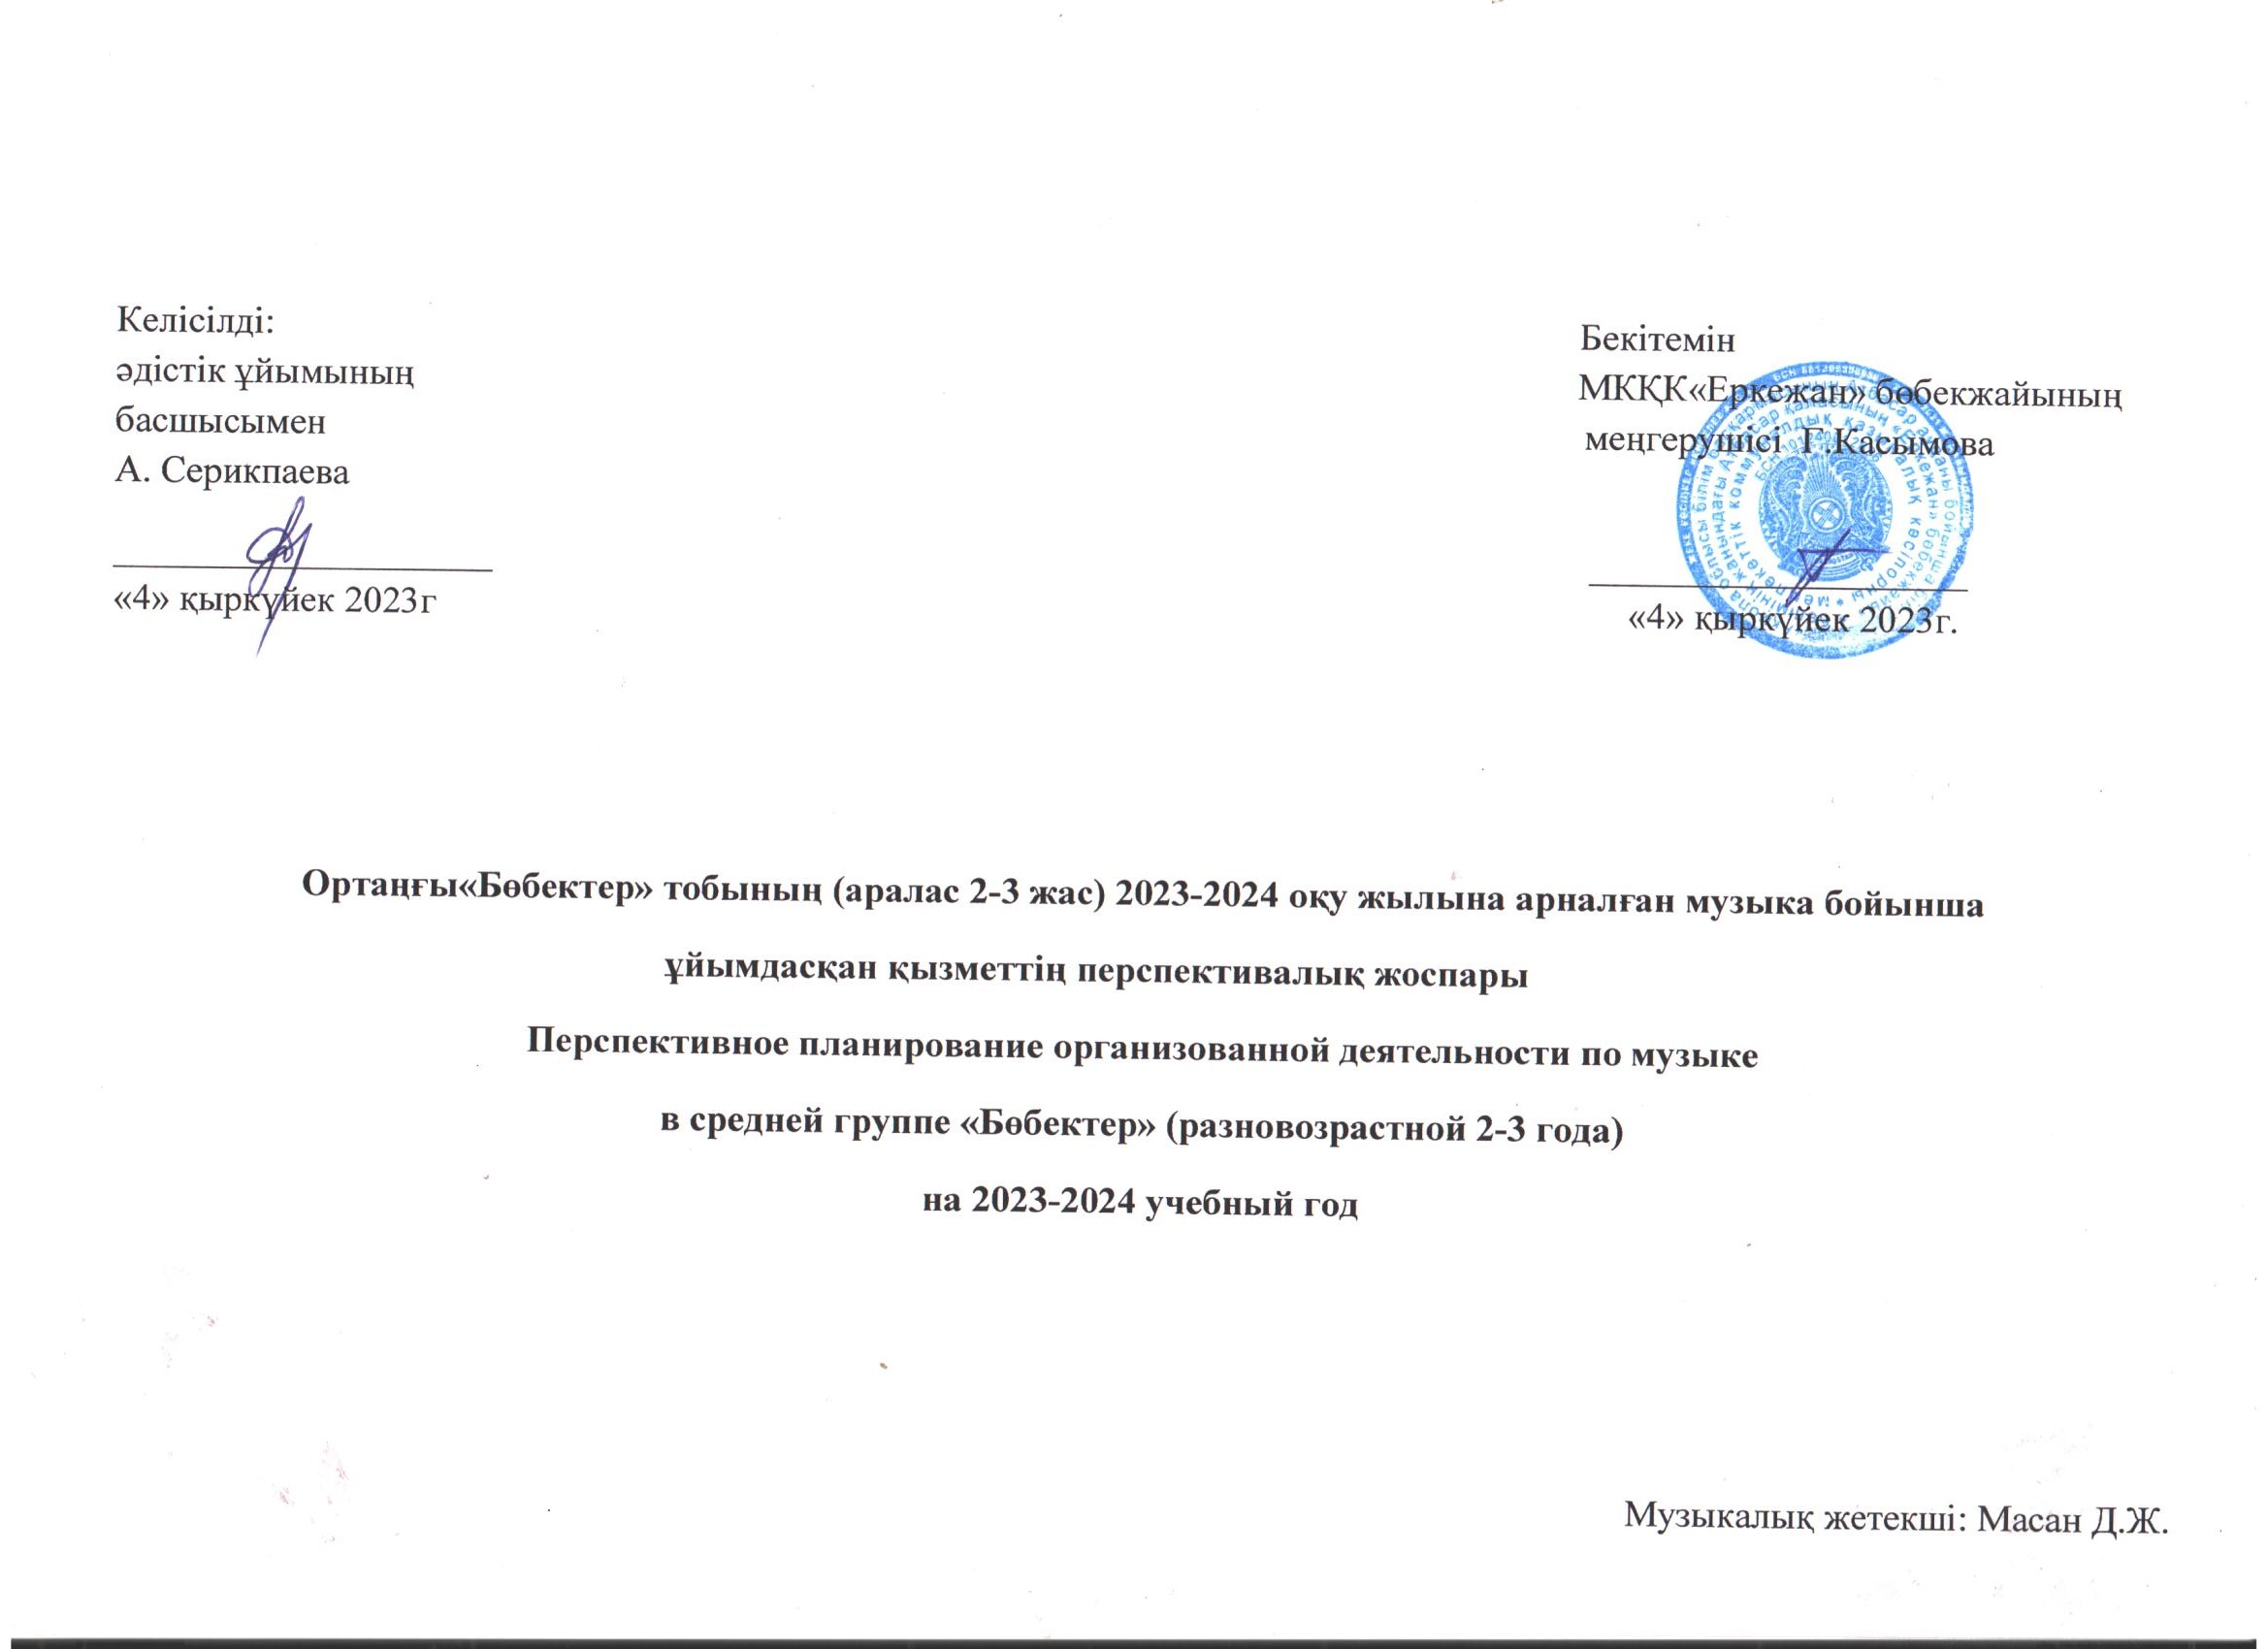 Келісілді:
әдістік ұйымының
басшысымен
А. Серикпаева
«4» қыркүйек 2023г
Бекітемін
МКҚК«Еркежан» бөбекжайының
меңгерушісі Г.Касымова
«4» қыркүйек 2023г.
Ортаңғы«Бөбектер» тобының (аралас 2-3 жас) 2023-2024 оқу жылына арналған музыка бойынша
ұйымдасқан қызметтің перспективалық жоспары
Перспективное планирование организованной деятельности по музыке
в средней группе «Бөбектер» (разновозрастной 2-3 года)
на 2023-2024 учебный год
Музыкалық жетекші: Масан Д.Ж.